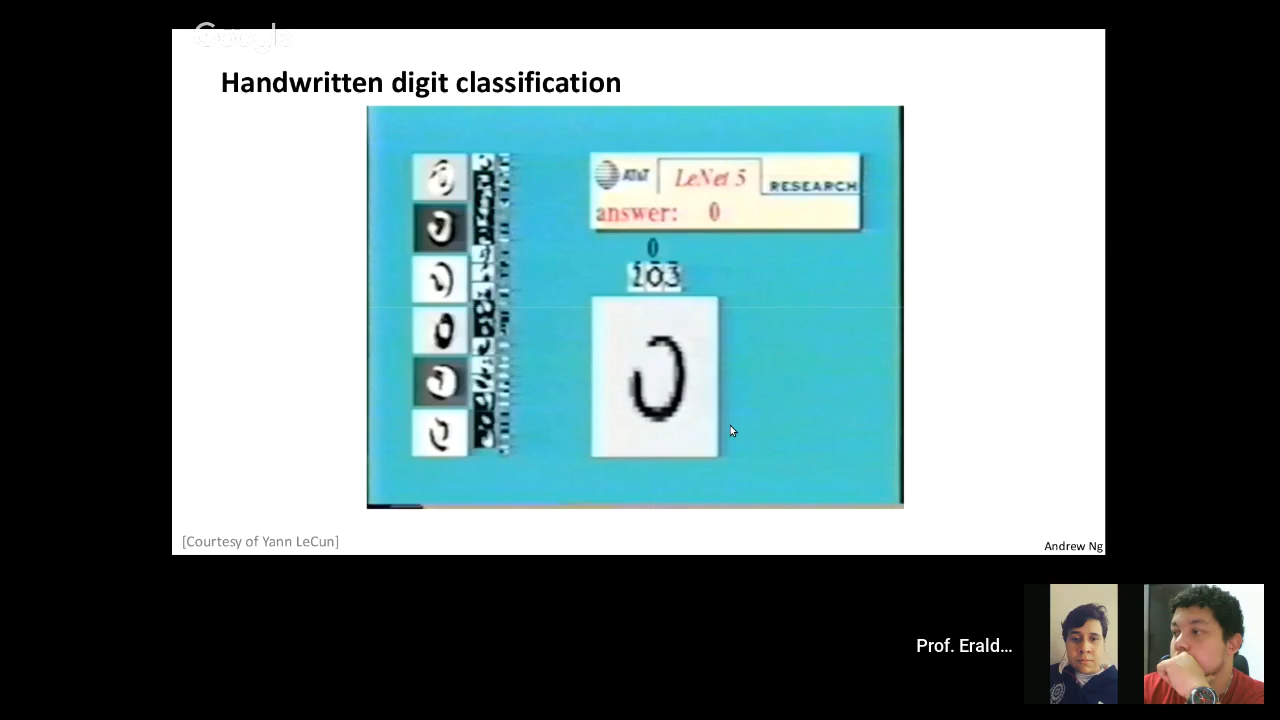 Google
Handwritten digit classification
AT&T
LeNet 5
RESEARCH
answer: 0
0
103
[Courtesy of Yann LeCun]
Andrew Ng
Prof. Erald...